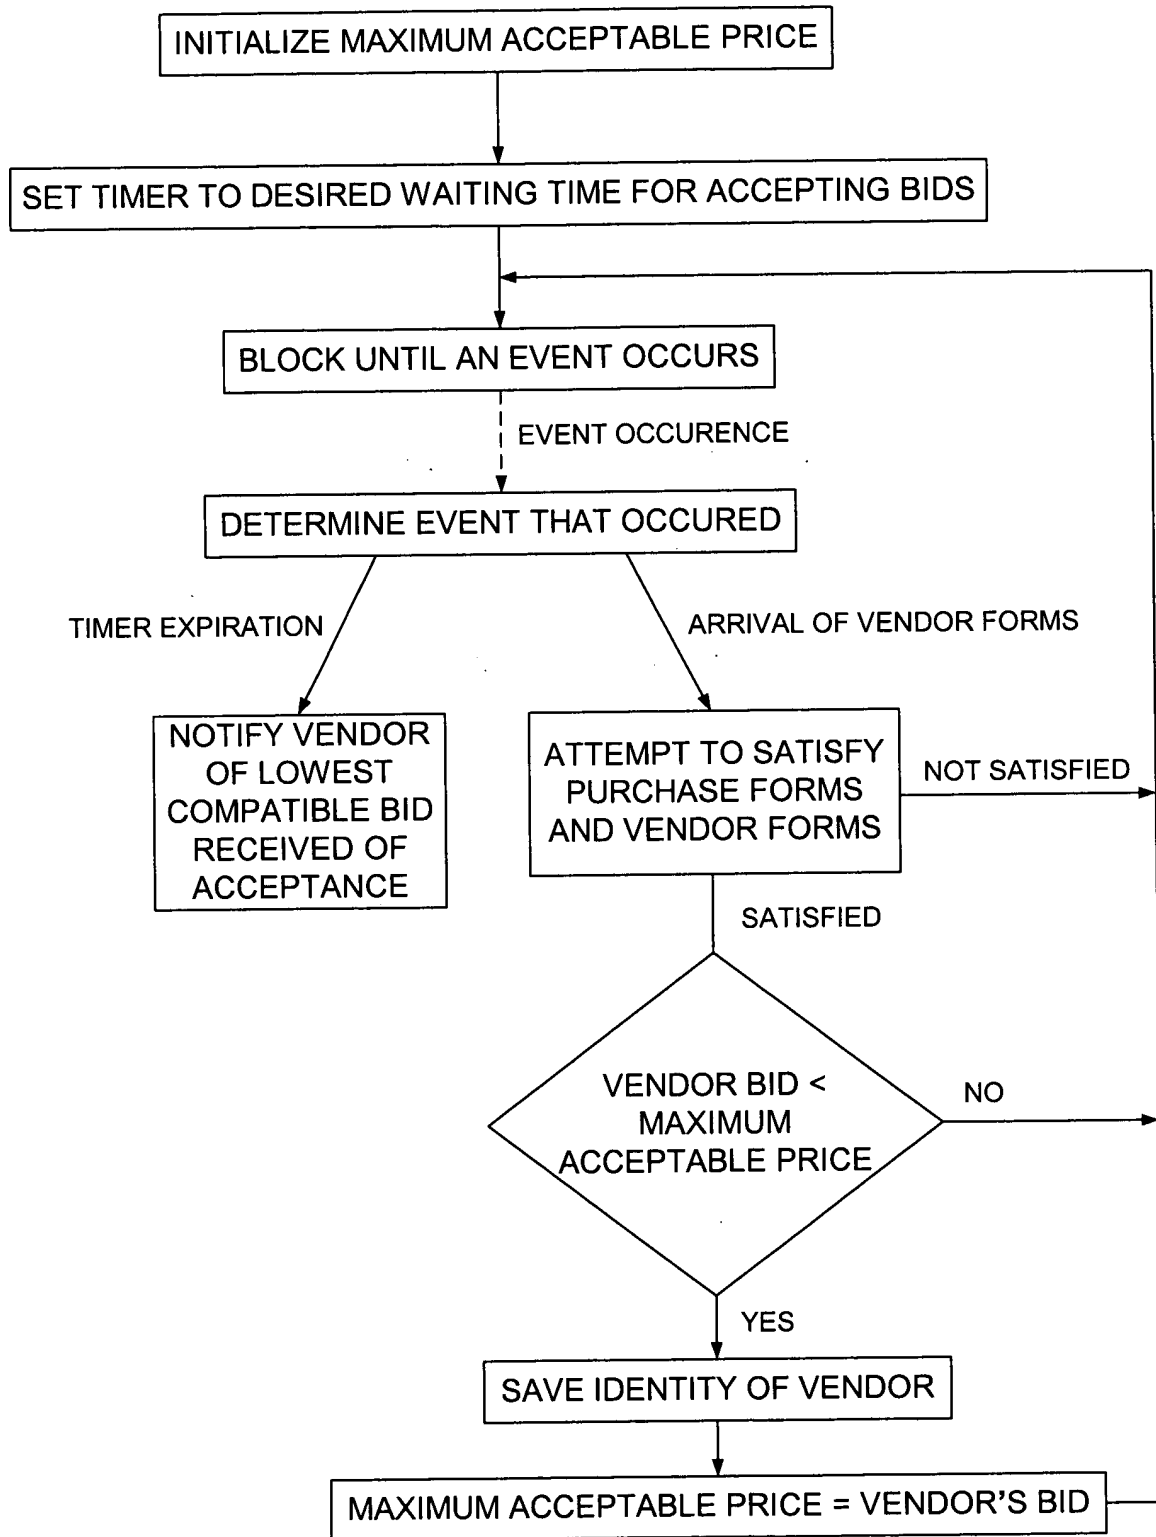 INITIALIZE MAXIMUM ACCEPTABLE PRICE
SET TIMER TO DESIRED WAITING TIME FOR ACCEPTING BIDS
BLOCK UNTIL AN EVENT OCCURS
EVENT OCCURENCE
DETERMINE EVENT THAT OCCURED
TIMER EXPIRATION
ARRIVAL OF VENDOR FORMS
NOTIFY VENDOR
OF LOWEST
COMPATIBLE BID
RECEIVED OF
ACCEPTANCE
ATTEMPT TO SATISFY
PURCHASE FORMS
AND VENDOR FORMS
NOT SATISFIED
SATISFIED
VENDOR BID <
MAXIMUM
ACCEPTABLE PRICE
NO
YES
SAVE IDENTITY OF VENDOR
MAXIMUM ACCEPTABLE PRICE = VENDOR'S BID